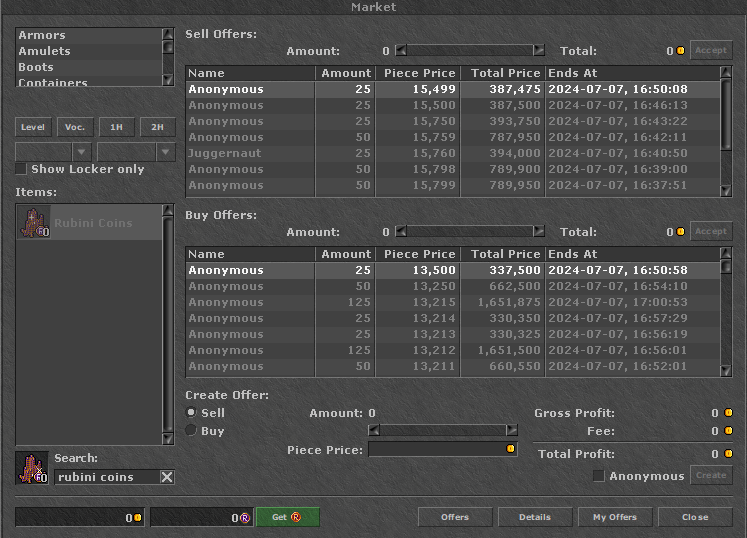 Market
Armors
Amulets
Boots
Containers
Level Voc. 1H 2H
Show Locker only
Items:
Rubini Coins
0
Search:
0
rubini coins
Sell Offers:
Amount: 0 Total: 0 Accept
Name Amount Piece Price Total Price Ends At
Anonymous 25 15,499 387,475 2024-07-07, 16:50:08
Anonymous 25 15,500 387,500 2024-07-07, 16:46:13
Anonymous 25 15,750 393,750 2024-07-07, 16:43:22
Anonymous 50 15,759 787,950 2024-07-07, 16:42:11
Juggernaut 25 15,760 394,000 2024-07-07, 16:40:50
Anonymous 50 15,798 789,900 2024-07-07, 16:39:00
Anonymous 50 15,799 789,950 2024-07-07, 16:37:51
Buy Offers:
Amount: 0 Total: 0 Accept
Name Amount Piece Price Total Price Ends At
Anonymous 25 13,500 337,500 2024-07-07, 16:50:58
Anonymous 50 13,250 662,500 2024-07-07, 16:54:10
Anonymous 125 13,215 1,651,875 2024-07-07, 17:00:53
Anonymous 25 13,214 330,350 2024-07-07, 16:57:29
Anonymous 25 13,213 330,325 2024-07-07, 16:56:19
Anonymous 125 13,212 1,651,500 2024-07-07, 16:56:01
Anonymous 50 13,211 660,550 2024-07-07, 16:52:01
Create Offer:
Sell Amount: 0 Gross Profit: 0
Buy Fee: 0
Piece Price: Total Profit: 0
Anonymous Create
0 0 R Get R Offers Details My Offers Close